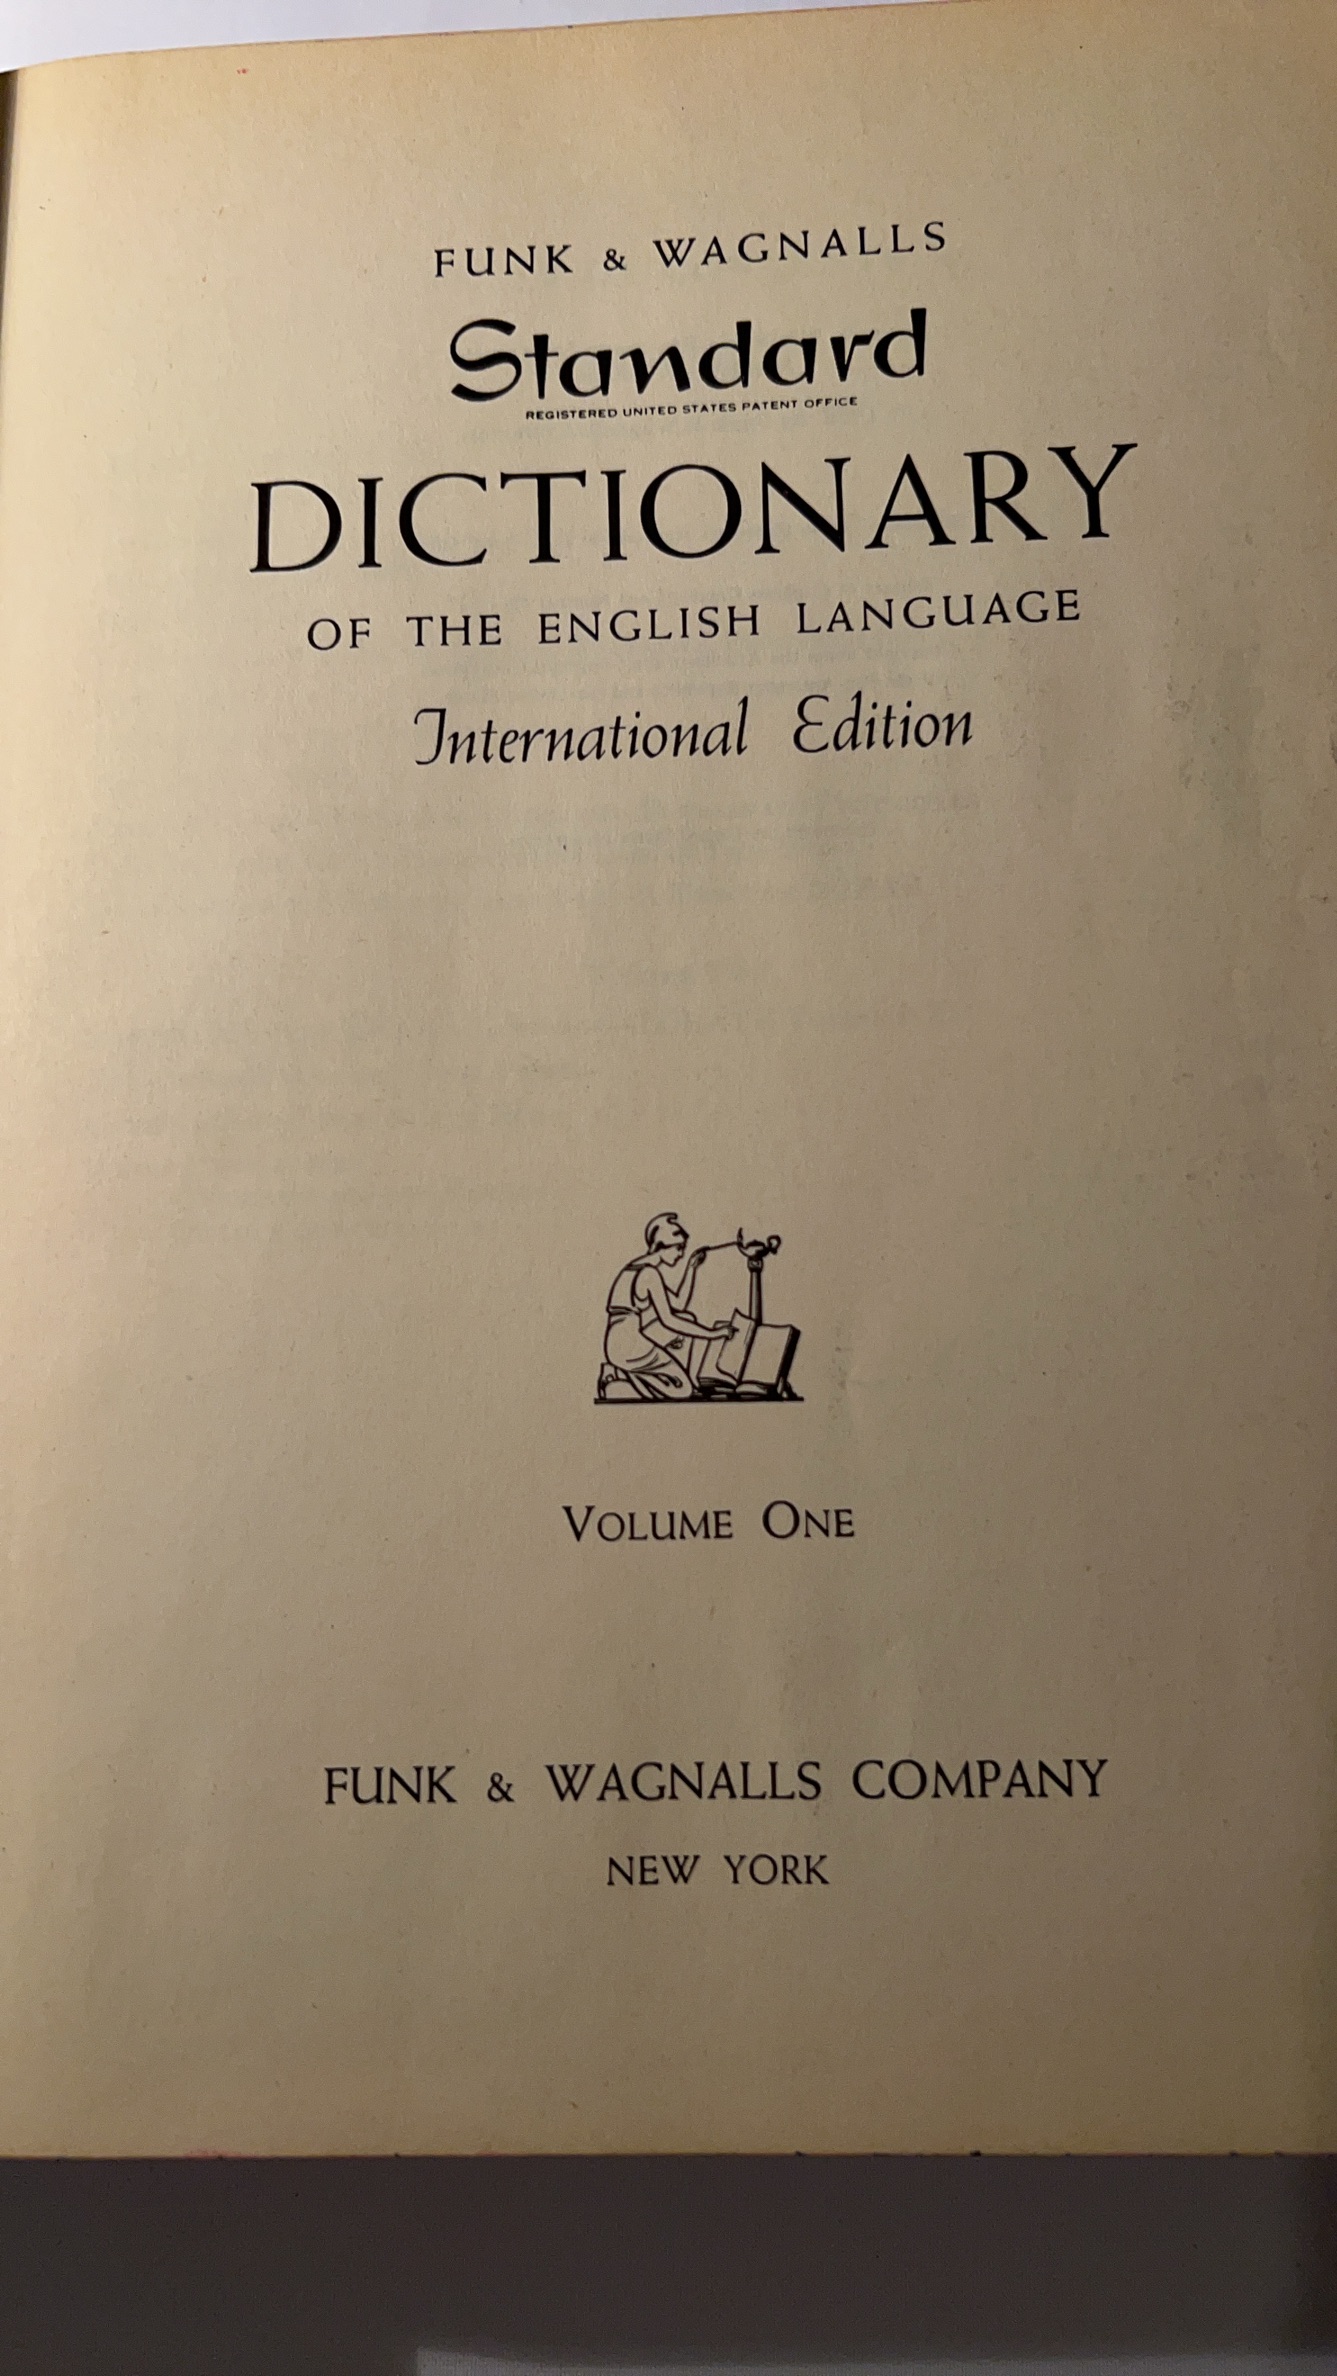 FUNK & WAGNALLS
Standard
REGISTERED UNITED STATES PATENT OFFICE
DICTIONARY
OF THE ENGLISH LANGUAGE
International Edition
VOLUME ONE
FUNK & WAGNALLS COMPANY
NEW YORK